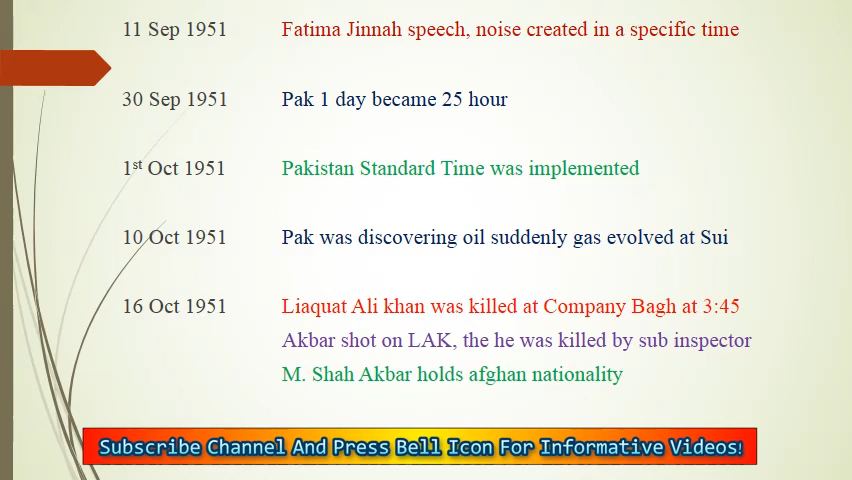 11 Sep 1951 Fatima Jinnah speech, noise created in a specific time
30 Sep 1951 Pak 1 day became 25 hour
1st Oct 1951 Pakistan Standard Time was implemented
10 Oct 1951 Pak was discovering oil suddenly gas evolved at Sui
16 Oct 1951 Liaquat Ali khan was killed at Company Bagh at 3:45
Akbar shot on LAK, the he was killed by sub inspector
M. Shah Akbar holds afghan nationality
Subscribe Channel And Press Bell Icon For Informative Videos!